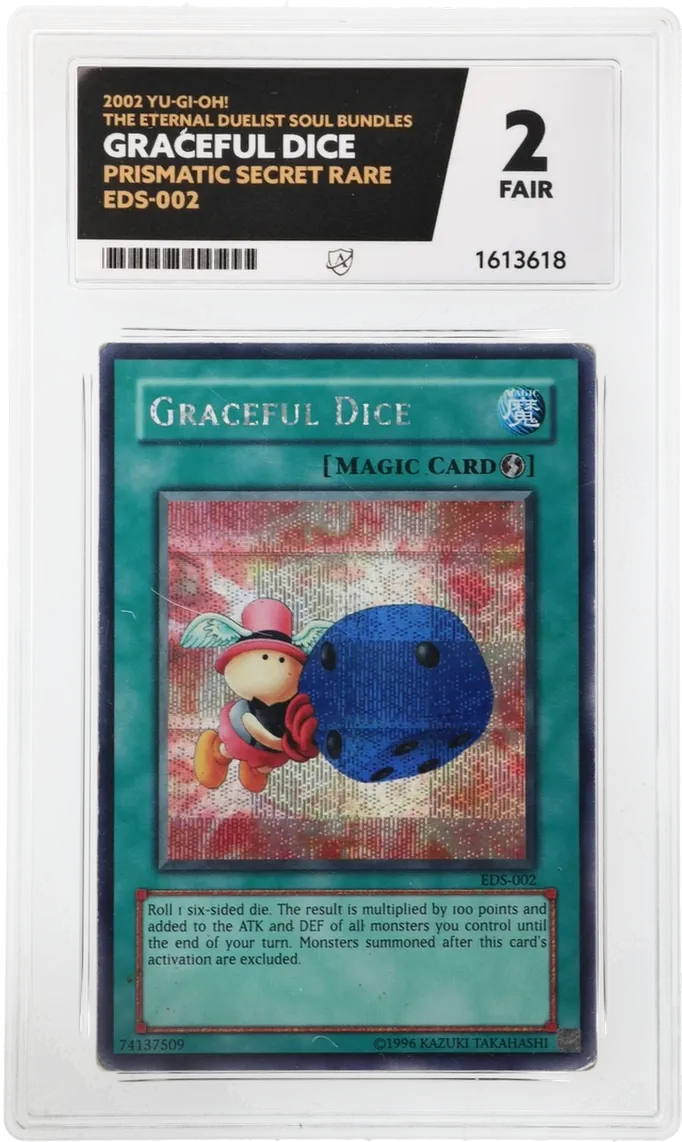 2002 YU-GI-OH!
THE ETERNAL DUELIST SOUL BUNDLES
GRACEFUL DICE
PRISMATIC SECRET RARE
EDS-002
2
FAIR
1613618
GRACEFUL DICE
MAGIC
魔
[MAGIC CARD]
EDS-002
Roll 1 six-sided die. The result is multiplied by 100 points and
added to the ATK and DEF of all monsters you control until
the end of your turn. Monsters summoned after this card's
activation are excluded.
74137509
©1996 KAZUKI TAKAHASHI